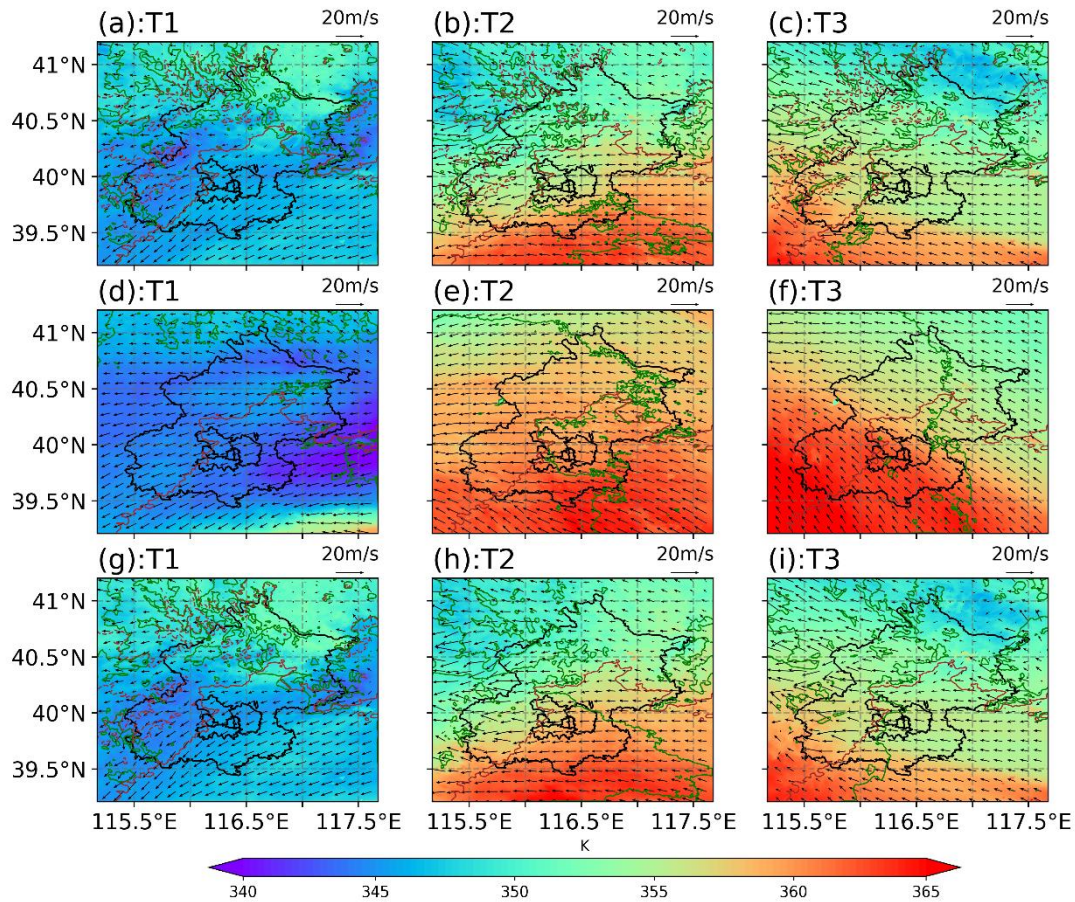 (a):T1 20m/s (b):T2 20m/s (c):T3 20m/s
41°N
40.5°N
40°N
39.5°N
(d):T1 20m/s (e):T2 20m/s (f):T3 20m/s
41°N
40.5°N
40°N
39.5°N
(g):T1 20m/s (h):T2 20m/s (i):T3 20m/s
41°N
40.5°N
40°N
39.5°N
115.5°E 116.5°E 117.5°E 115.5°E 116.5°E 117.5°E 115.5°E 116.5°E 117.5°E
K
340 345 350 355 360 365